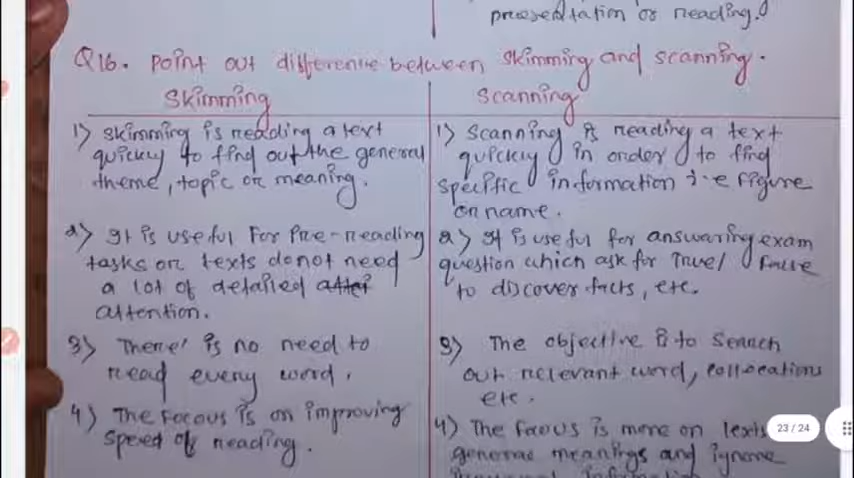 presentation or reading.
Q16. Point out difference between skimming and scanning.
Skimming
1) Skimming is reading a text
quickly to find out the general
theme, topic or meaning.
2) It is useful for pre-reading
tasks or texts do not need
a lot of detailed
attention.
3) There is no need to
read every word.
4) The focous is on improving
speed of reading.
Scanning
1) Scanning is reading a text
quickly in order to find
specific information i.e figure
or name.
2) It is useful for answaring exam
question which ask for True/False
to discover facts, etc.
3) The objective is to search
out relevant word, collocations
etc.
4) The focus is more on texts
general meanings and ignore
23 / 24